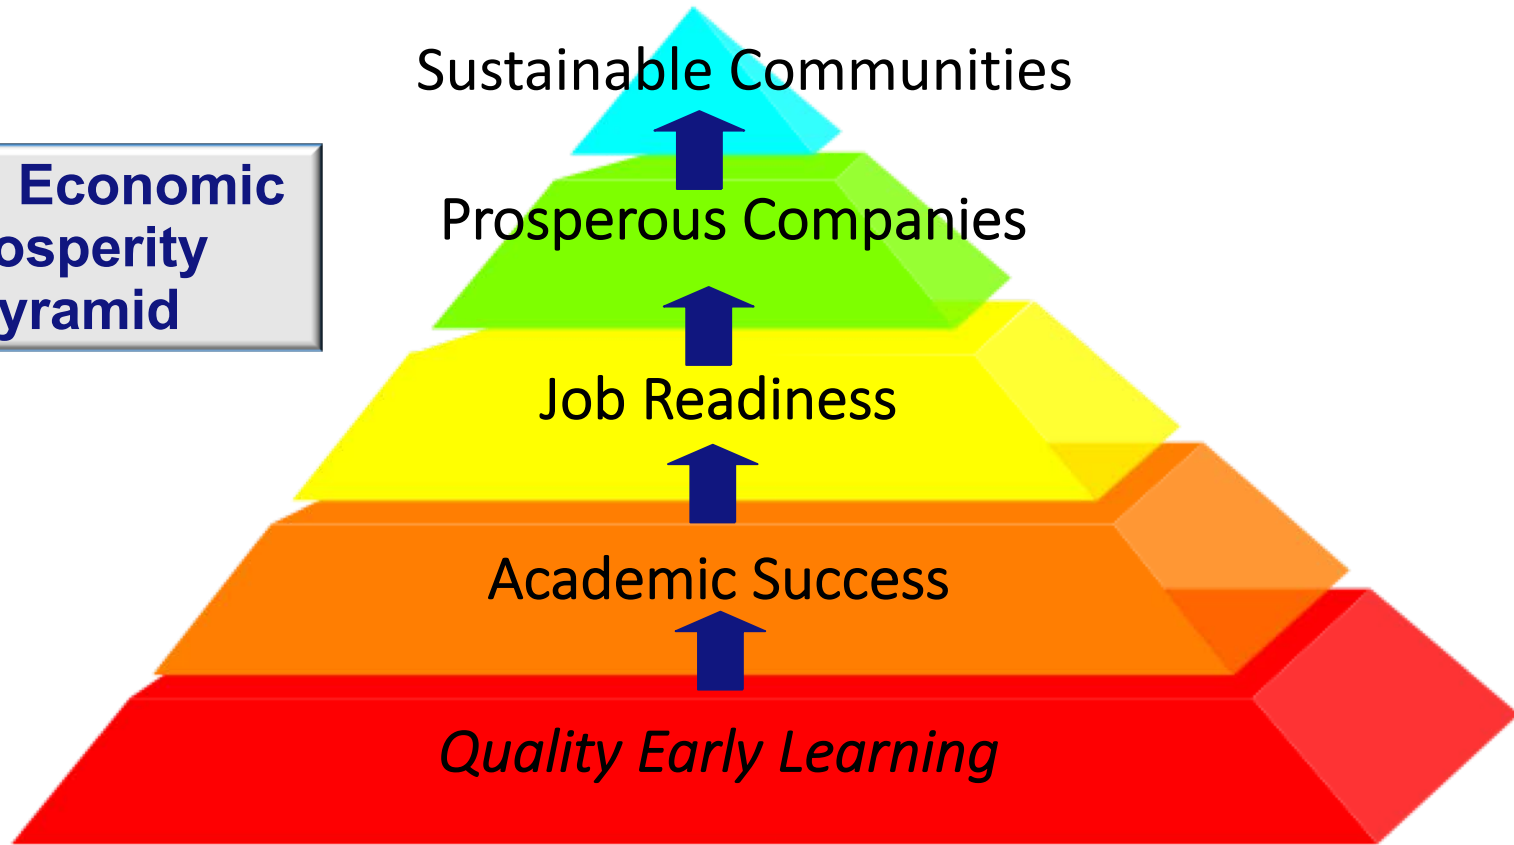 Sustainable Communities
Economic
osperity
yramid
Prosperous Companies
Job Readiness
Academic Success
Quality Early Learning